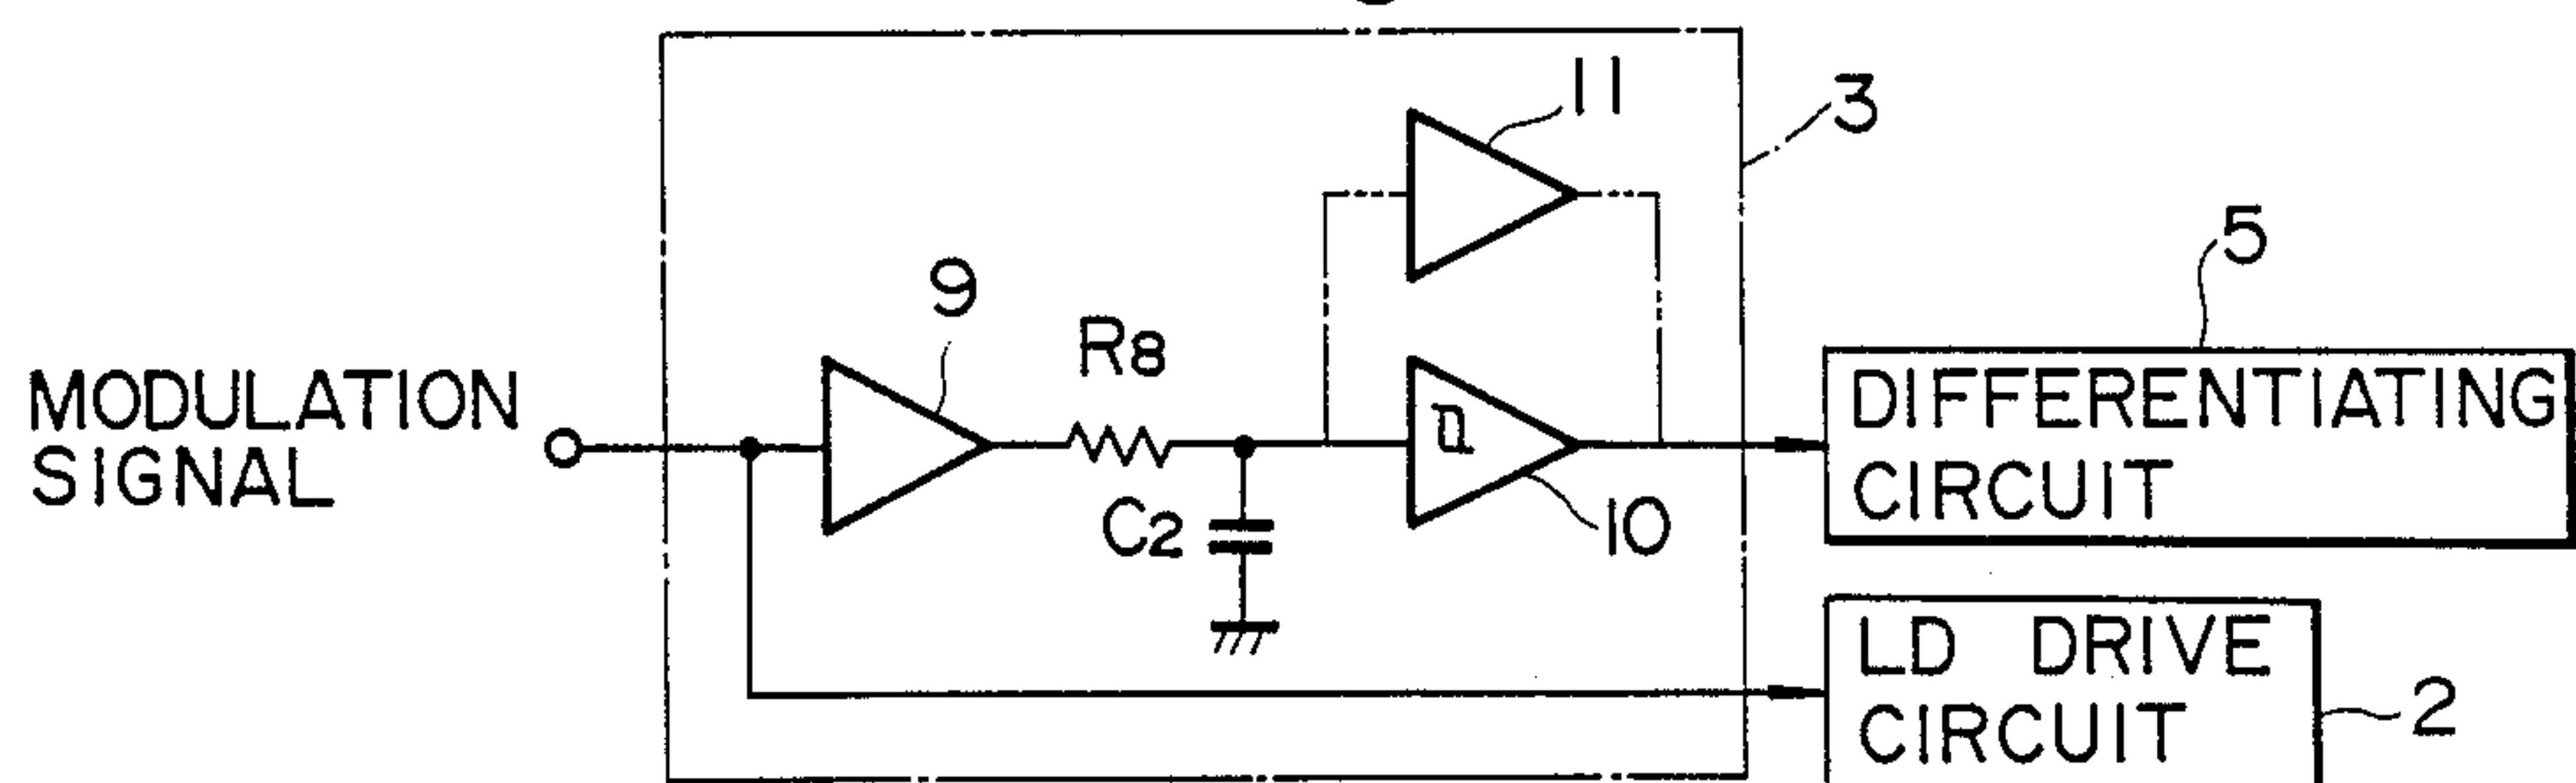 11
3
5
9
R8
MODULATION
SIGNAL
DIFFERENTIATING
CIRCUIT
C2
10
LD DRIVE
CIRCUIT
2